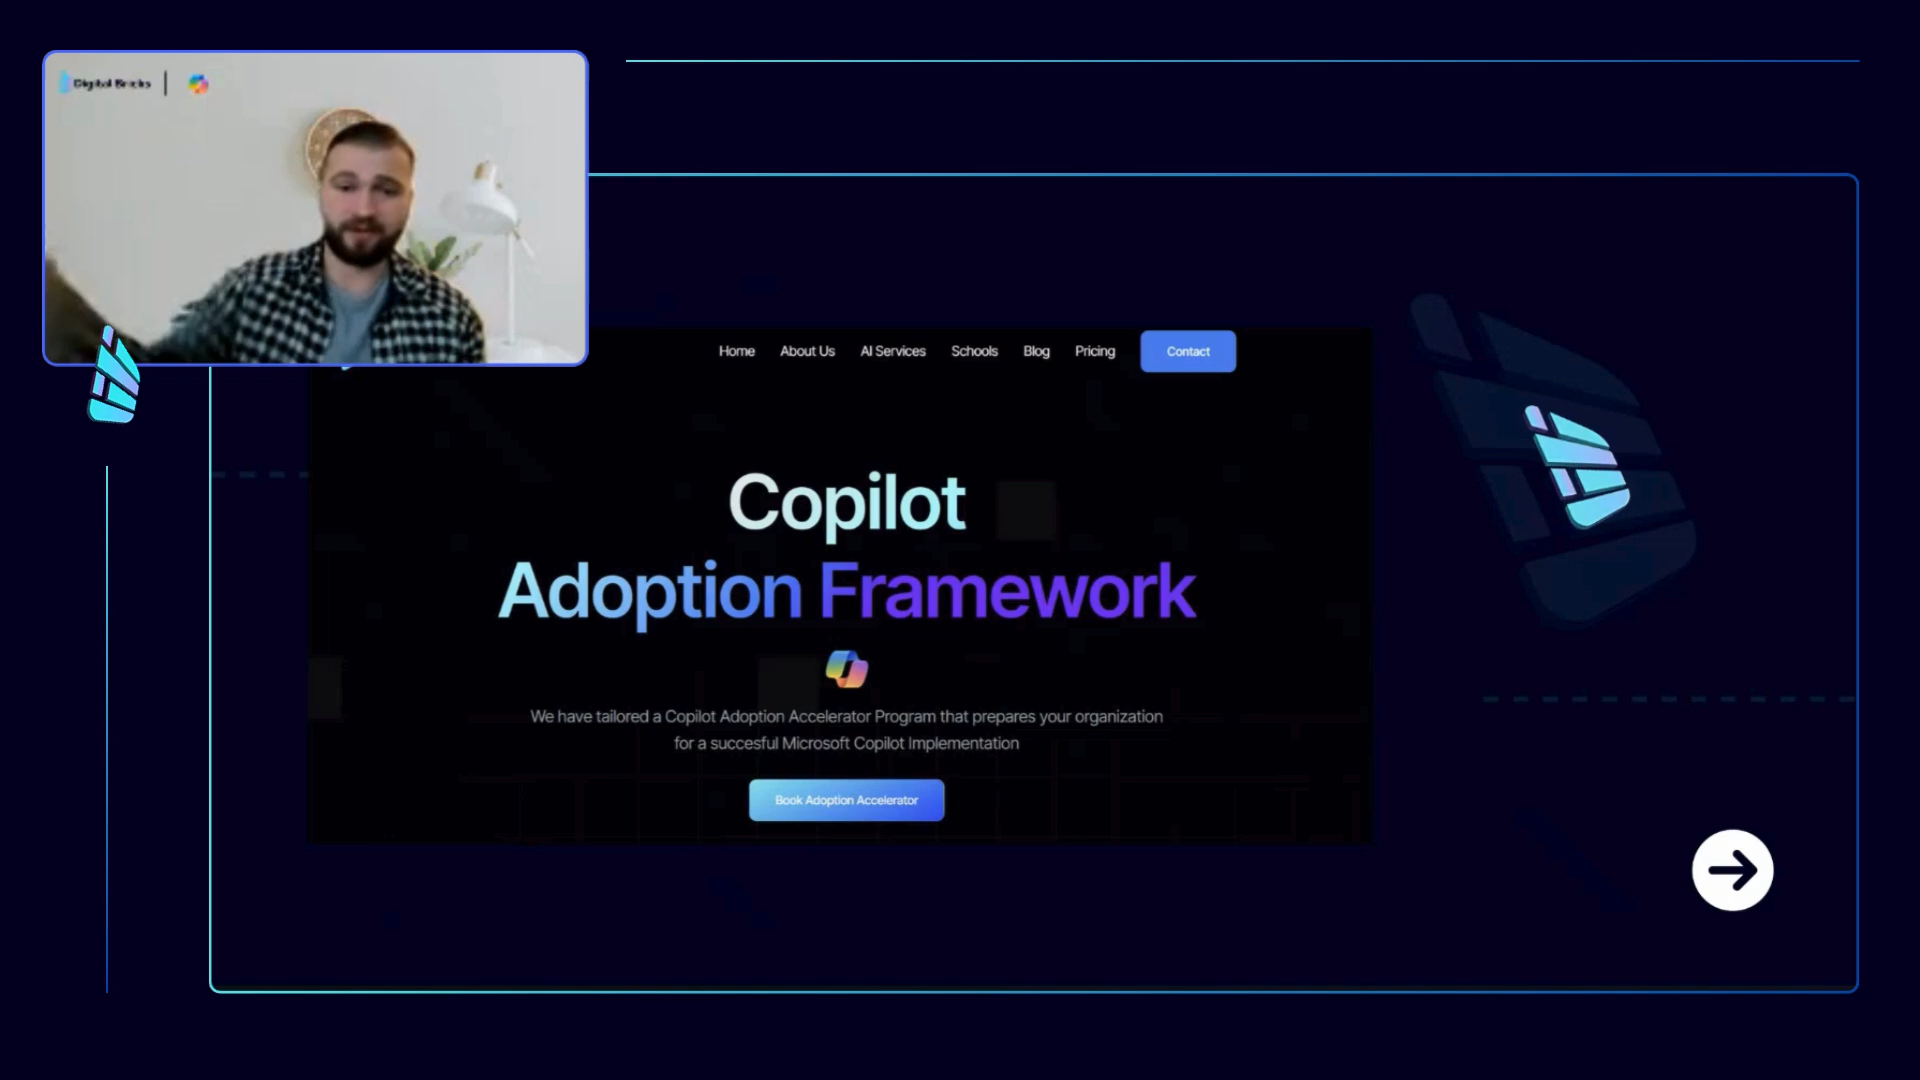 Digital Bricks
Home About Us AI Services Schools Blog Pricing Contact
Copilot
Adoption Framework
We have tailored a Copilot Adoption Accelerator Program that prepares your organization
for a succesful Microsoft Copilot Implementation
Book Adoption Accelerator